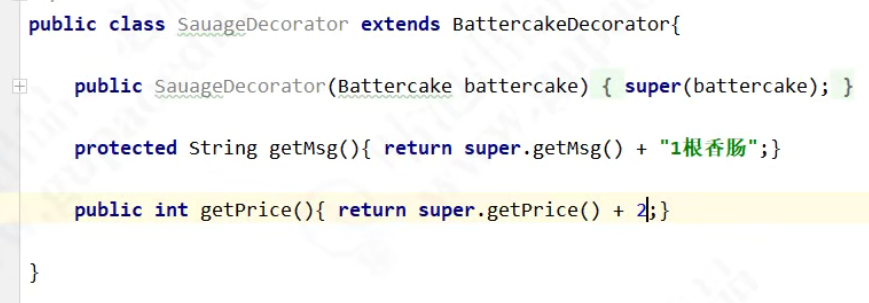 public class SauageDecorator extends BattercakeDecorator{
public SauageDecorator(Battercake battercake) { super(battercake); }
protected String getMsg(){ return super.getMsg() + "1根香肠";}
public int getPrice(){ return super.getPrice() + 2;}
}